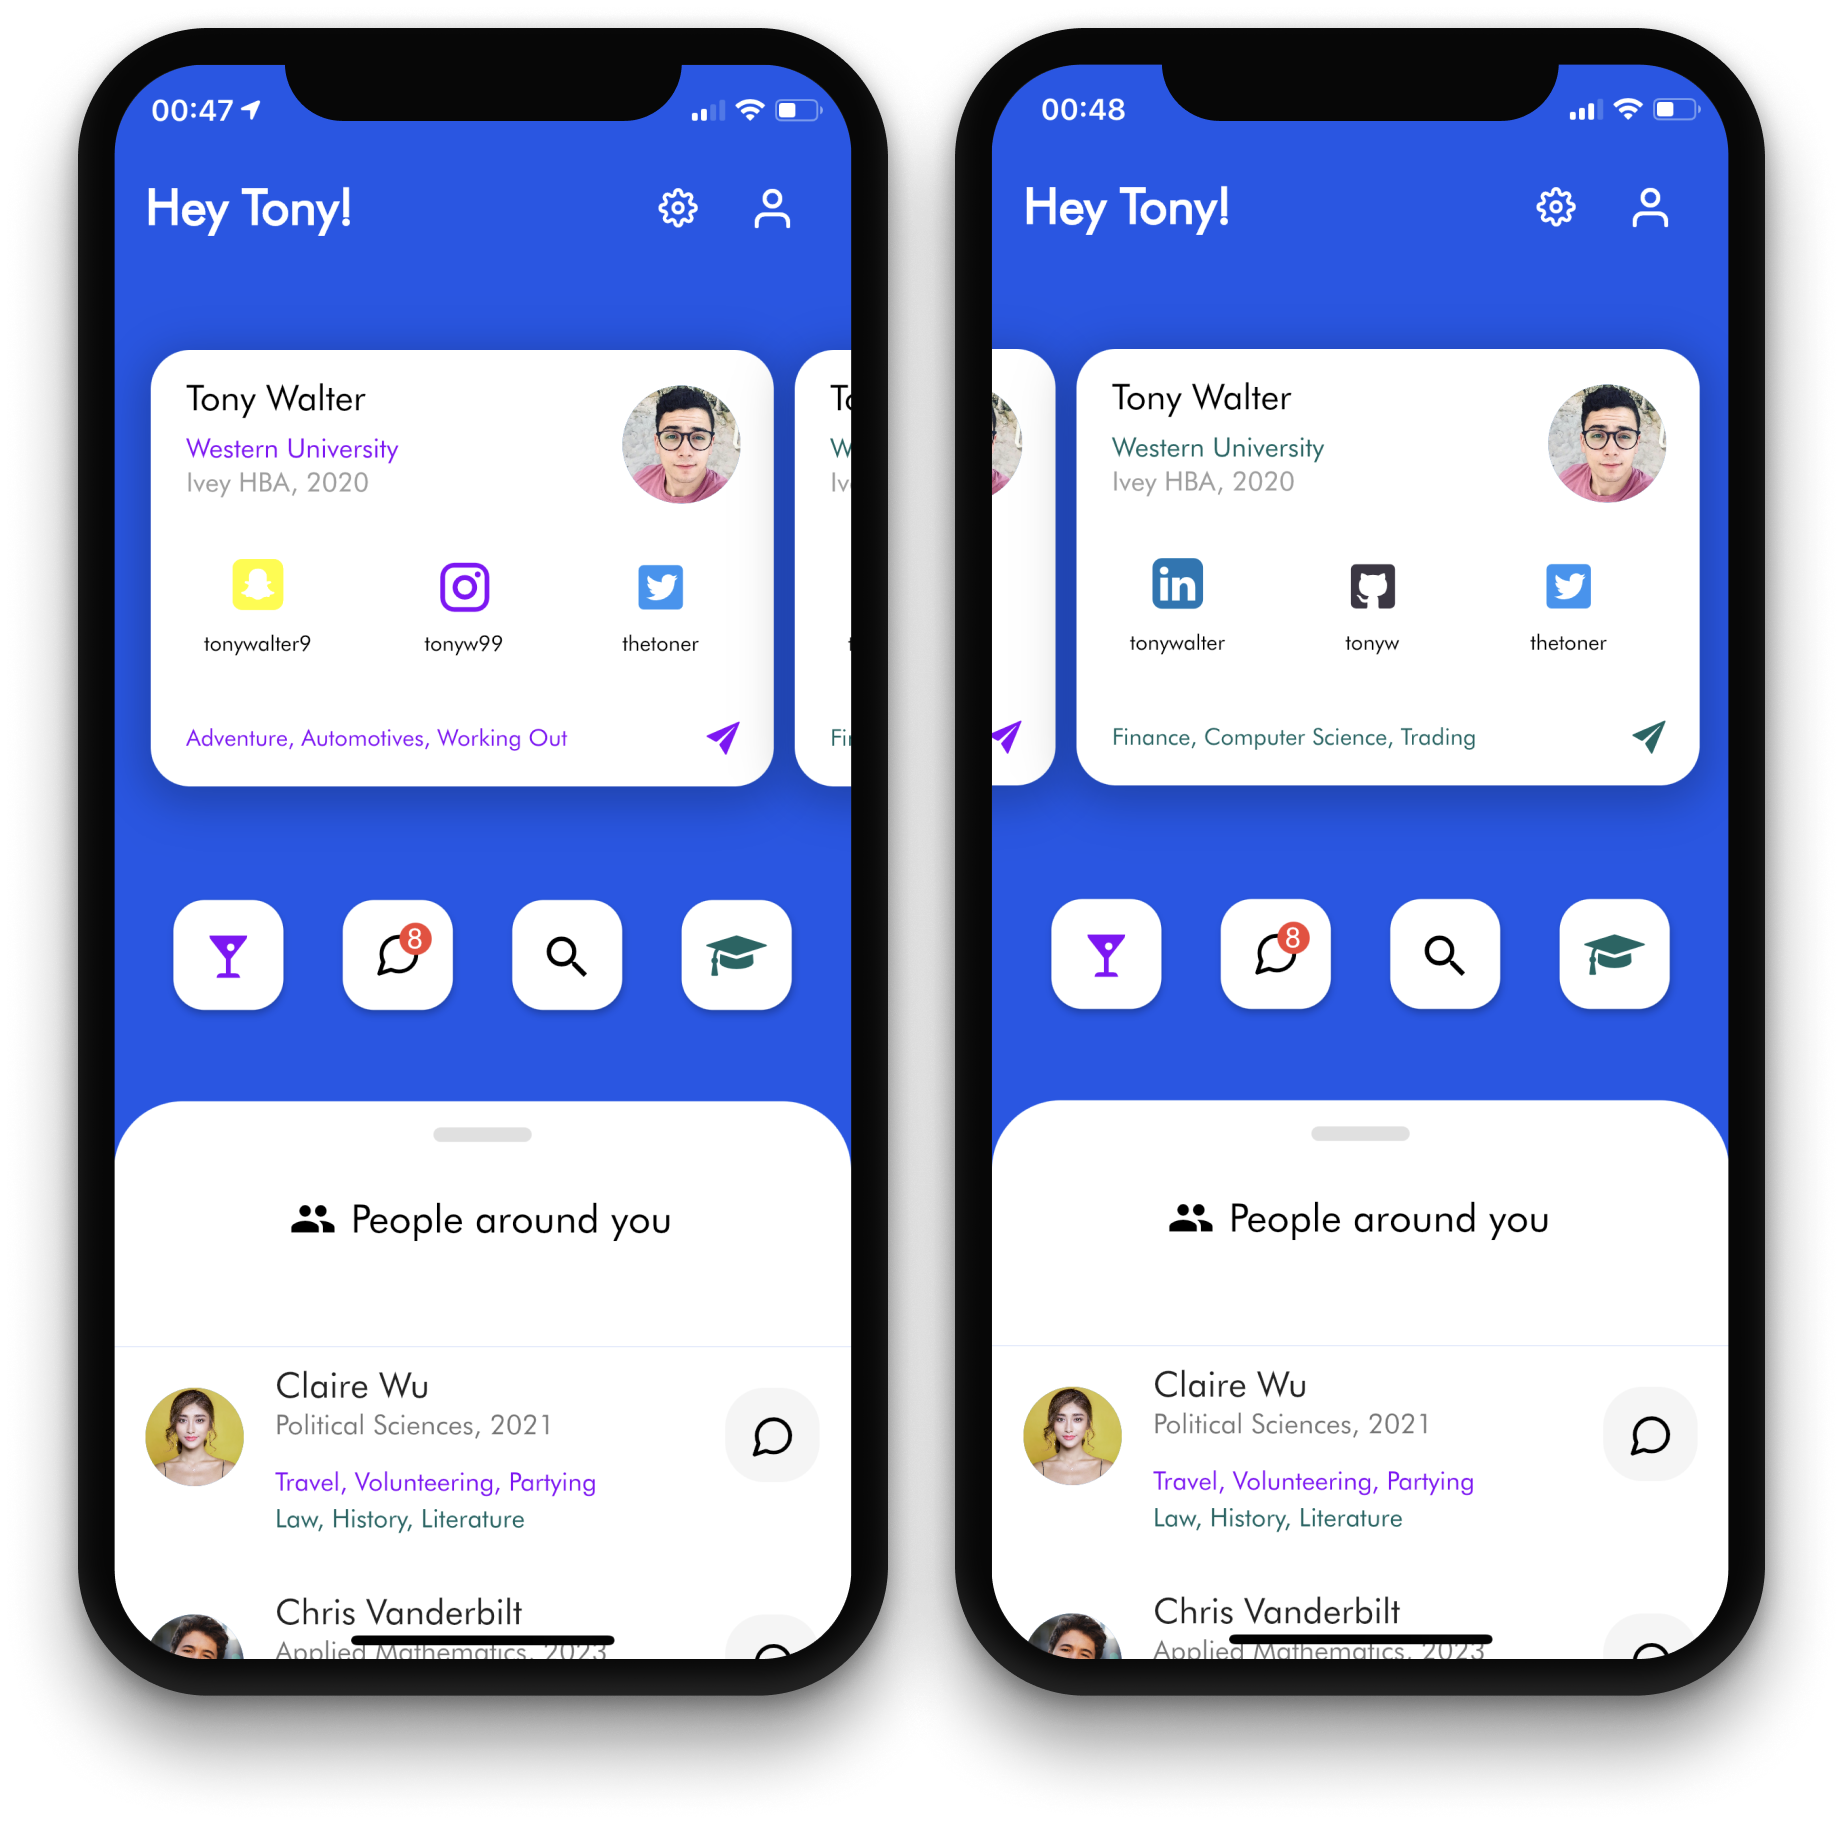 00:47
Hey Tony!
Tony Walter
Western University
Ivey HBA, 2020
tonywalter9 tonyw99 thetoner
Adventure, Automotives, Working Out
8
People around you
Claire Wu
Political Sciences, 2021
Travel, Volunteering, Partying
Law, History, Literature
Chris Vanderbilt
Applied Mathematics, 2023
00:48
Hey Tony!
Tony Walter
Western University
Ivey HBA, 2020
in
tonywalter tonyw thetoner
Finance, Computer Science, Trading
8
People around you
Claire Wu
Political Sciences, 2021
Travel, Volunteering, Partying
Law, History, Literature
Chris Vanderbilt
Applied Mathematics, 2023